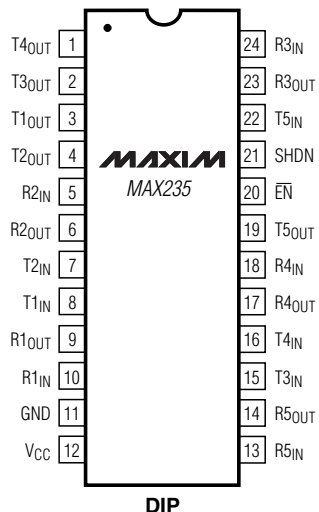 T4OUT 1 24 R3IN
T3OUT 2 23 R3OUT
T1OUT 3 22 T5IN
T2OUT 4 MAXIM 21 SHDN
R2IN 5 MAX235 20 E̅N̅
R2OUT 6 19 T5OUT
T2IN 7 18 R4IN
T1IN 8 17 R4OUT
R1OUT 9 16 T4IN
R1IN 10 15 T3IN
GND 11 14 R5OUT
VCC 12 13 R5IN
DIP